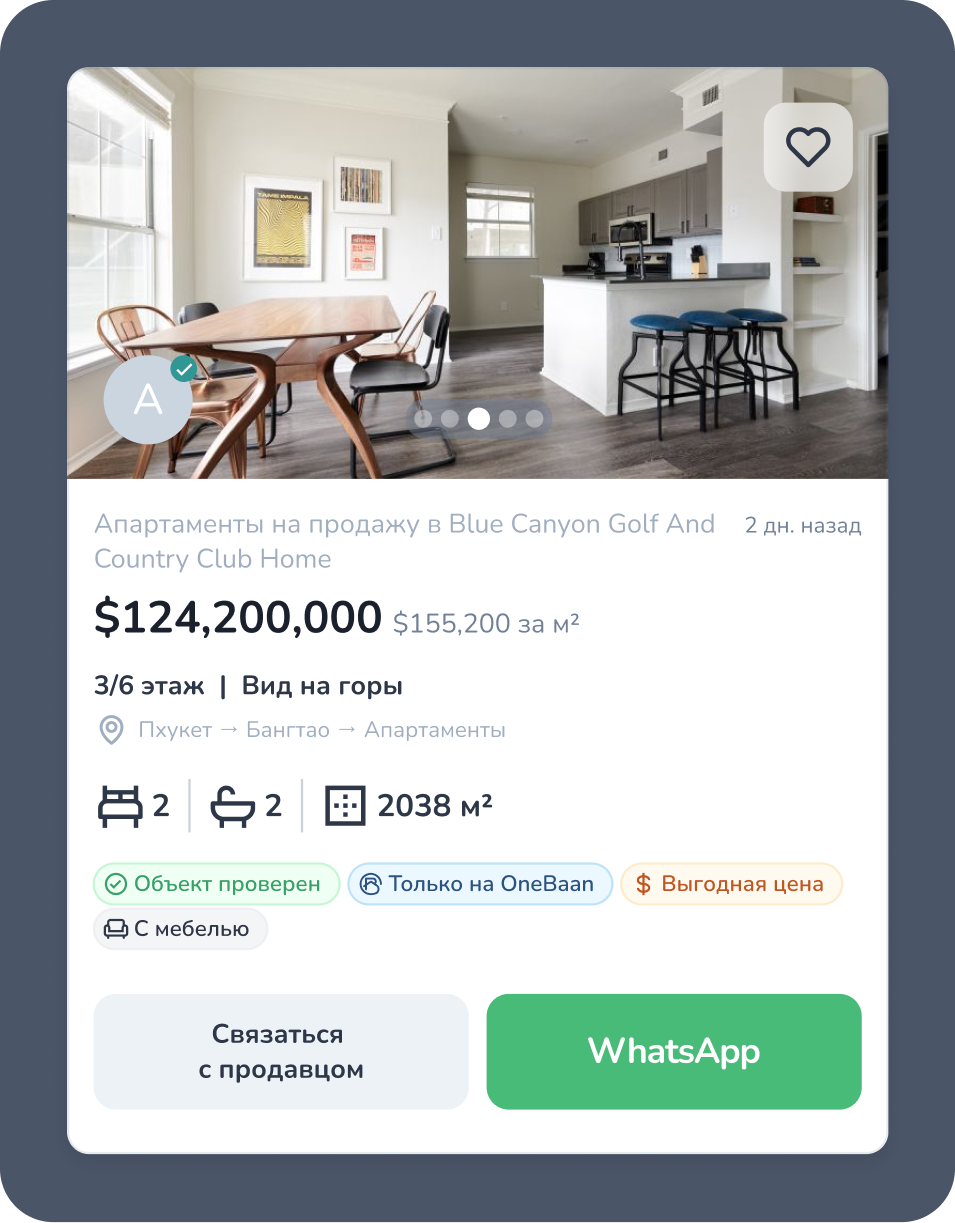 TAME IMPALA
A
Апартаменты на продажу в Blue Canyon Golf And
Country Club Home
2 дн. назад
$124,200,000 $155,200 за м²
3/6 этаж | Вид на горы
Пхукет → Бангтао → Апартаменты
2 2 2038 м²
Объект проверен Только на OneBaan Выгодная цена
С мебелью
Связаться
с продавцом
WhatsApp